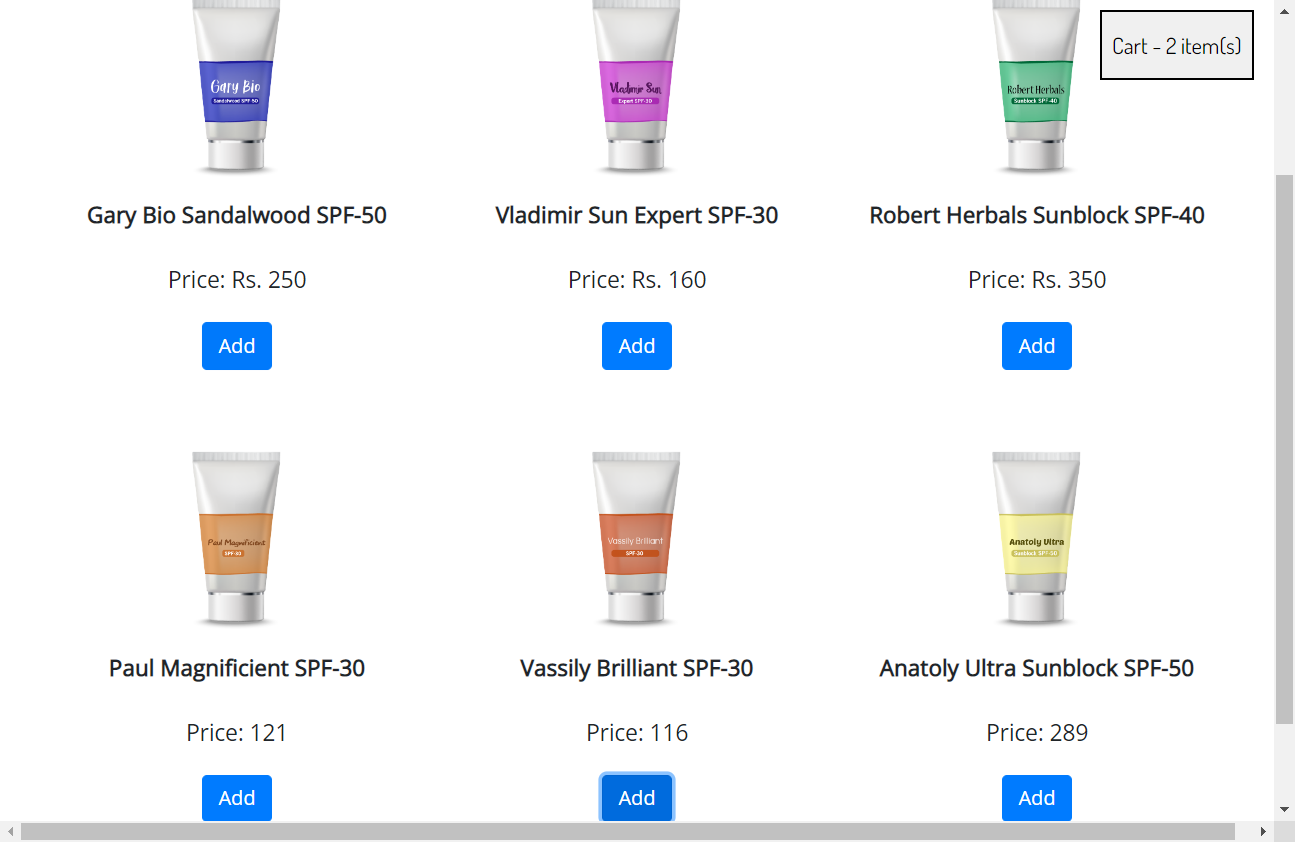 Cart - 2 item(s)
Gary Bio
Sandalwood SPF-50
Vladimir Sun
Expert SPF-30
Robert Herbals
Sunblock SPF-40
Gary Bio Sandalwood SPF-50
Vladimir Sun Expert SPF-30
Robert Herbals Sunblock SPF-40
Price: Rs. 250
Price: Rs. 160
Price: Rs. 350
Add
Add
Add
Paul Magnificient
SPF-30
Vassily Brilliant
SPF-30
Anatoly Ultra
Sunblock SPF-50
Paul Magnificient SPF-30
Vassily Brilliant SPF-30
Anatoly Ultra Sunblock SPF-50
Price: 121
Price: 116
Price: 289
Add
Add
Add